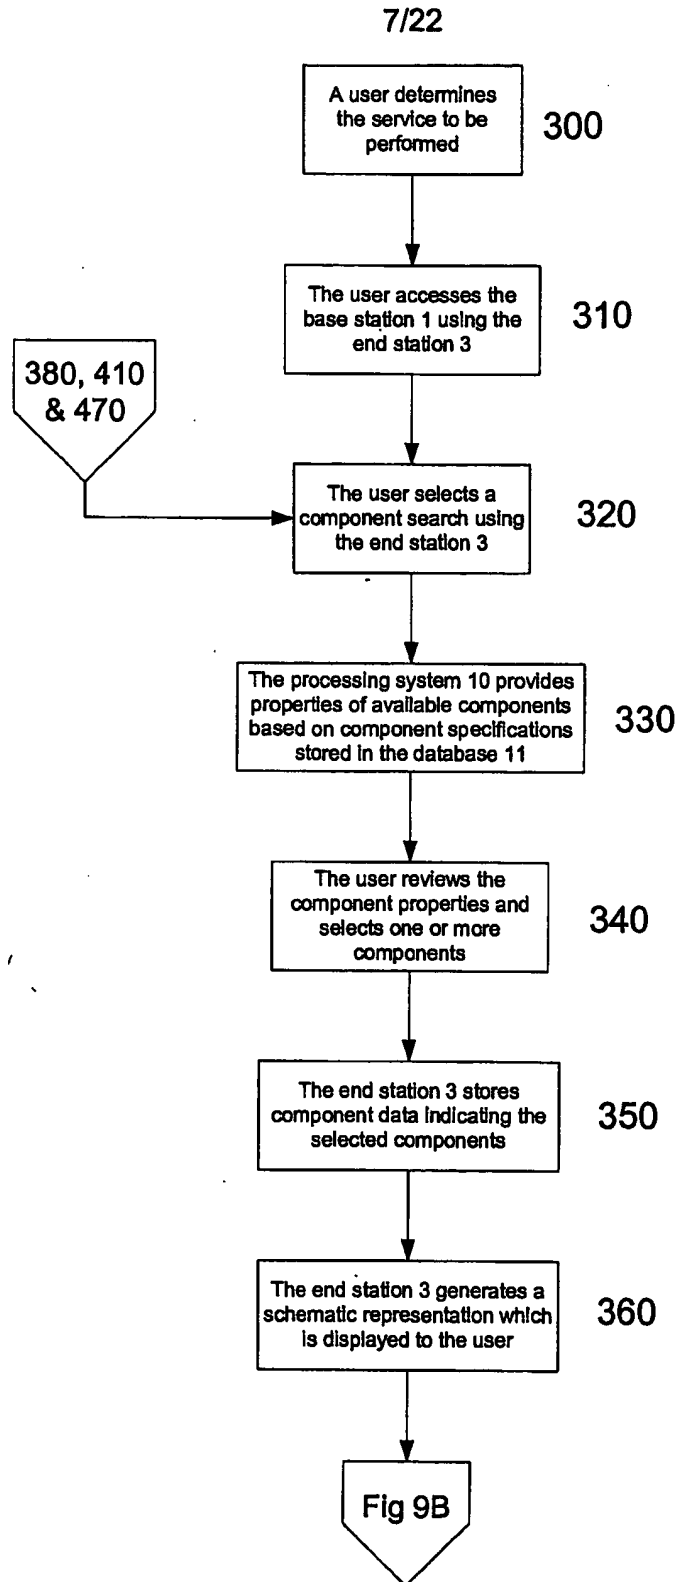 7/22
A user determines
the service to be
performed
300
The user accesses the
base station 1 using the
end station 3
310
380, 410
& 470
The user selects a
component search using
the end station 3
320
The processing system 10 provides
properties of available components
based on component specifications
stored in the database 11
330
The user reviews the
component properties and
selects one or more
components
340
The end station 3 stores
component data indicating the
selected components
350
The end station 3 generates a
schematic representation which
is displayed to the user
360
Fig 9B